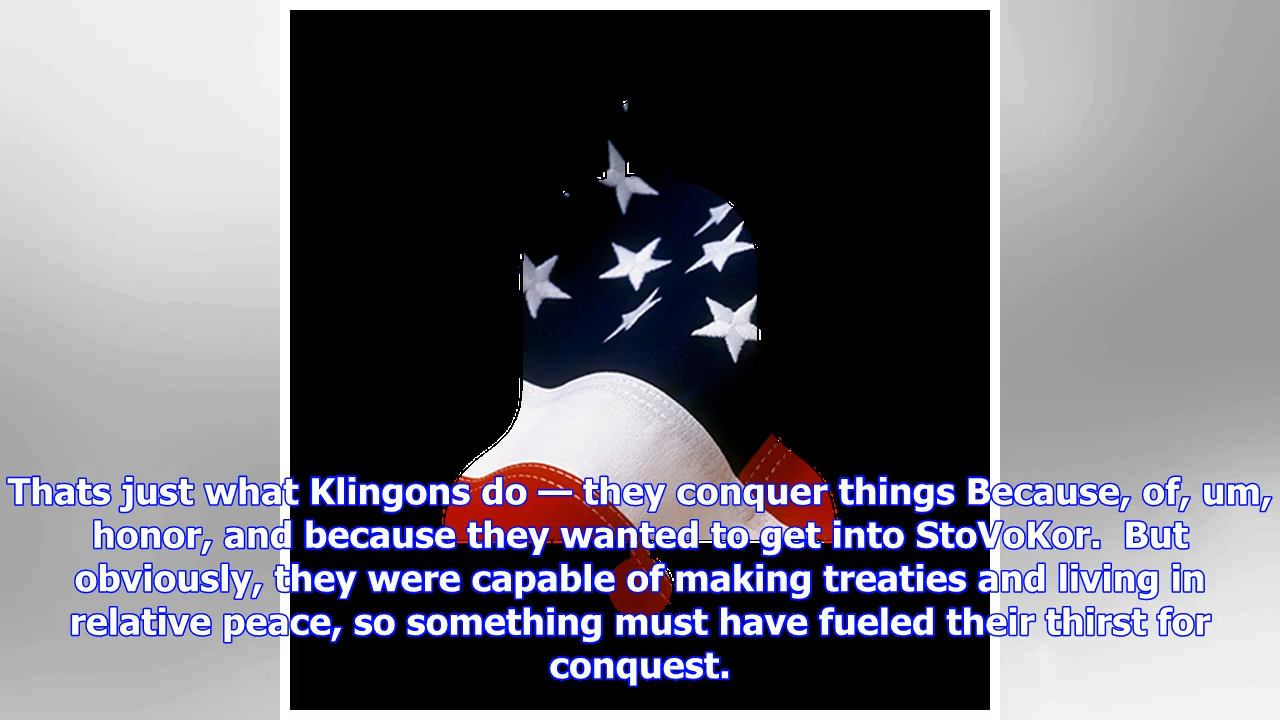 Thats just what Klingons do — they conquer things Because, of, um,
honor, and because they wanted to get into StoVoKor.  But
obviously, they were capable of making treaties and living in
relative peace, so something must have fueled their thirst for
conquest.